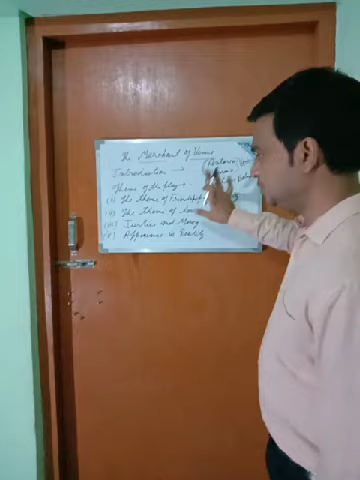 The Merchant of Venice
Introduction → (Antonio
Theme of the play -
(i) The theme of Friendship
(ii) The Theme of
(iii) Justice and Mercy
Appearance vs Reality